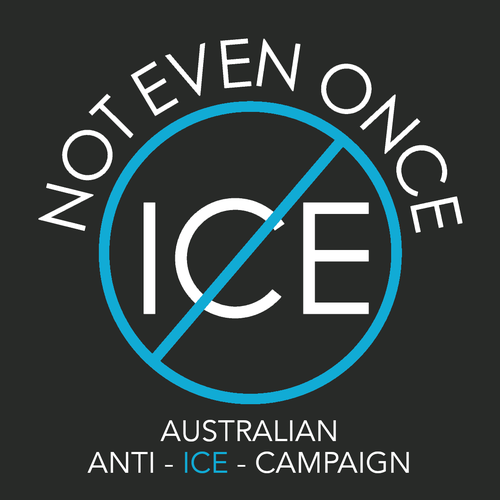 NOT EVEN ONCE
ICE
AUSTRALIAN
ANTI - ICE - CAMPAIGN